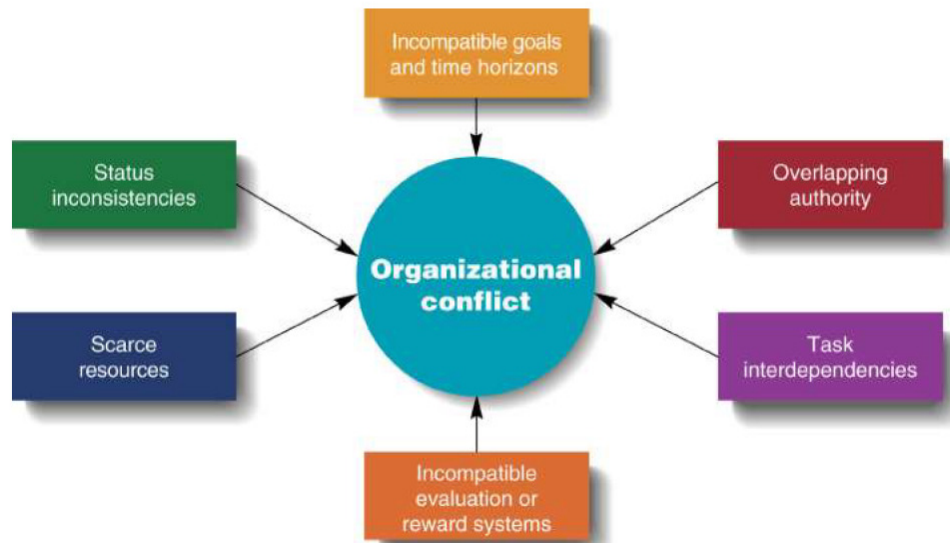 Incompatible goals
and time horizons
Status
inconsistencies
Overlapping
authority
Organizational
conflict
Scarce
resources
Task
interdependencies
Incompatible
evaluation or
reward systems